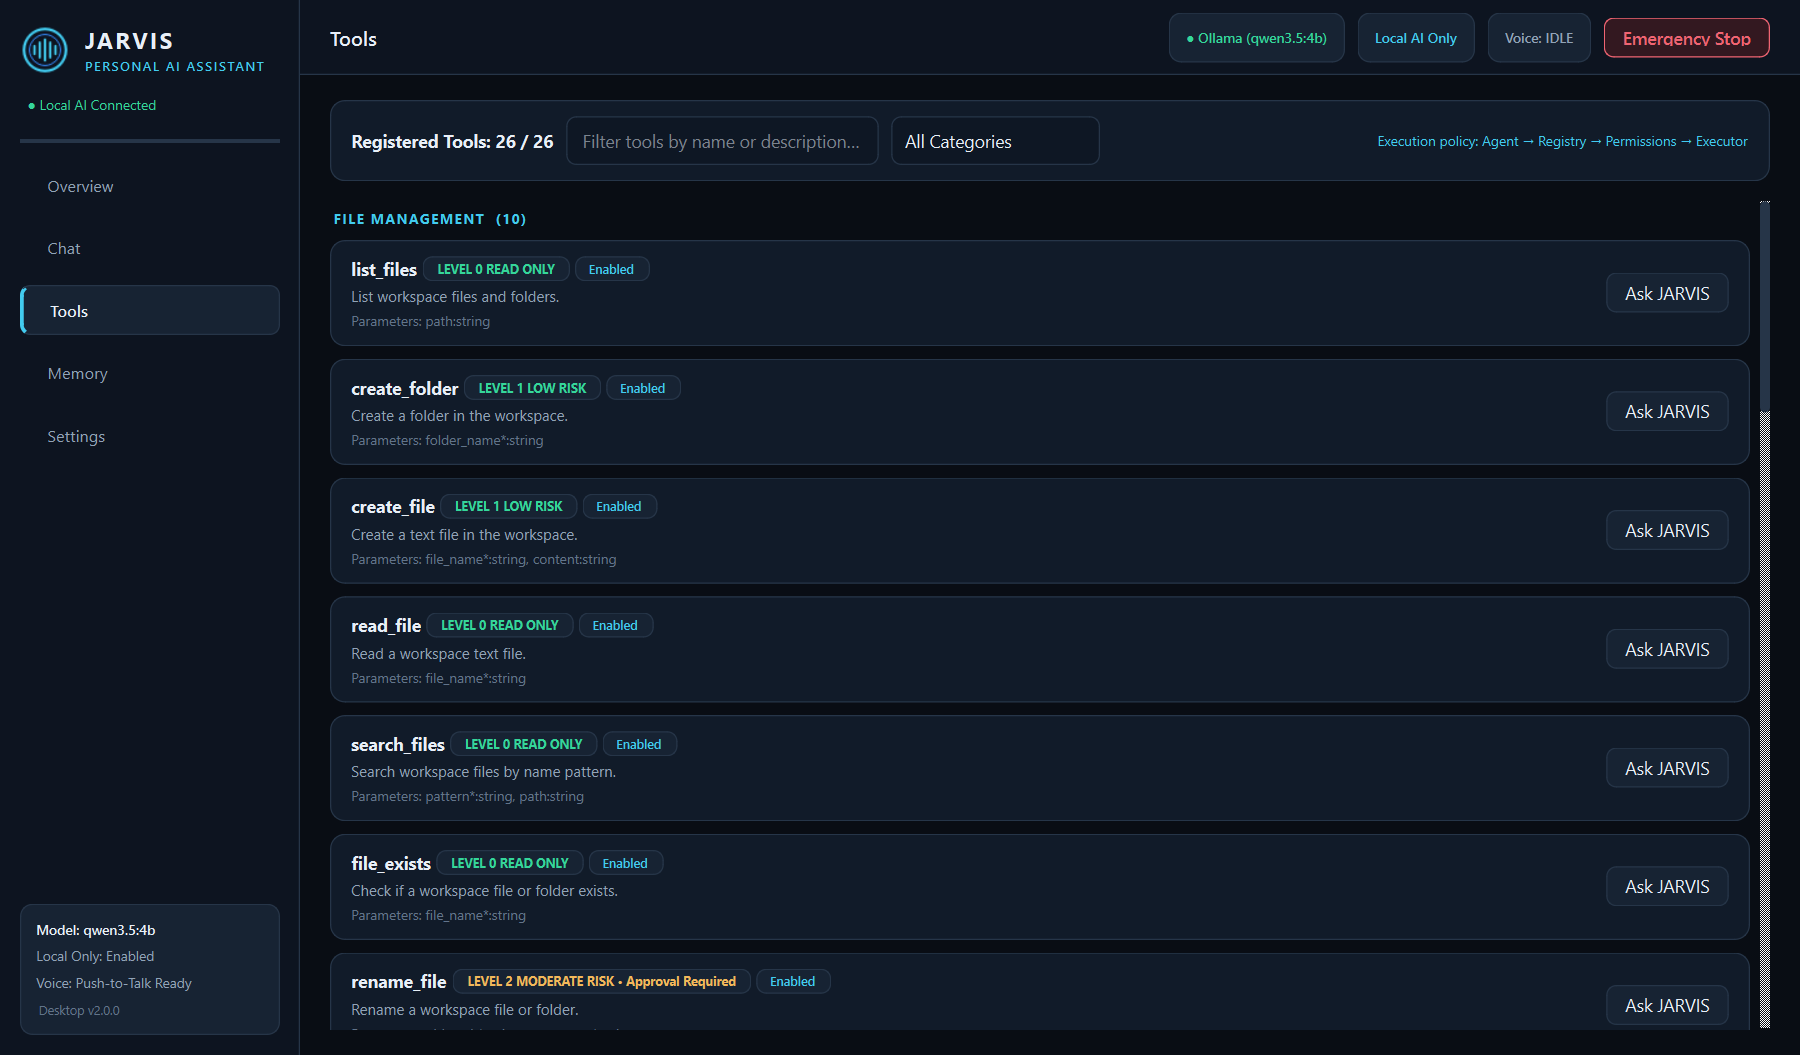 JARVIS
PERSONAL AI ASSISTANT
● Local AI Connected
Overview
Chat
Tools
Memory
Settings
Model: qwen3.5:4b
Local Only: Enabled
Voice: Push-to-Talk Ready
Desktop v2.0.0
Tools
● Ollama (qwen3.5:4b)
Local AI Only
Voice: IDLE
Emergency Stop
Registered Tools: 26 / 26
Filter tools by name or description...
All Categories
Execution policy: Agent → Registry → Permissions → Executor
FILE MANAGEMENT (10)
list_files LEVEL 0 READ ONLY Enabled
List workspace files and folders.
Parameters: path:string
Ask JARVIS
create_folder LEVEL 1 LOW RISK Enabled
Create a folder in the workspace.
Parameters: folder_name*:string
Ask JARVIS
create_file LEVEL 1 LOW RISK Enabled
Create a text file in the workspace.
Parameters: file_name*:string, content:string
Ask JARVIS
read_file LEVEL 0 READ ONLY Enabled
Read a workspace text file.
Parameters: file_name*:string
Ask JARVIS
search_files LEVEL 0 READ ONLY Enabled
Search workspace files by name pattern.
Parameters: pattern*:string, path:string
Ask JARVIS
file_exists LEVEL 0 READ ONLY Enabled
Check if a workspace file or folder exists.
Parameters: file_name*:string
Ask JARVIS
rename_file LEVEL 2 MODERATE RISK • Approval Required Enabled
Rename a workspace file or folder.
Ask JARVIS